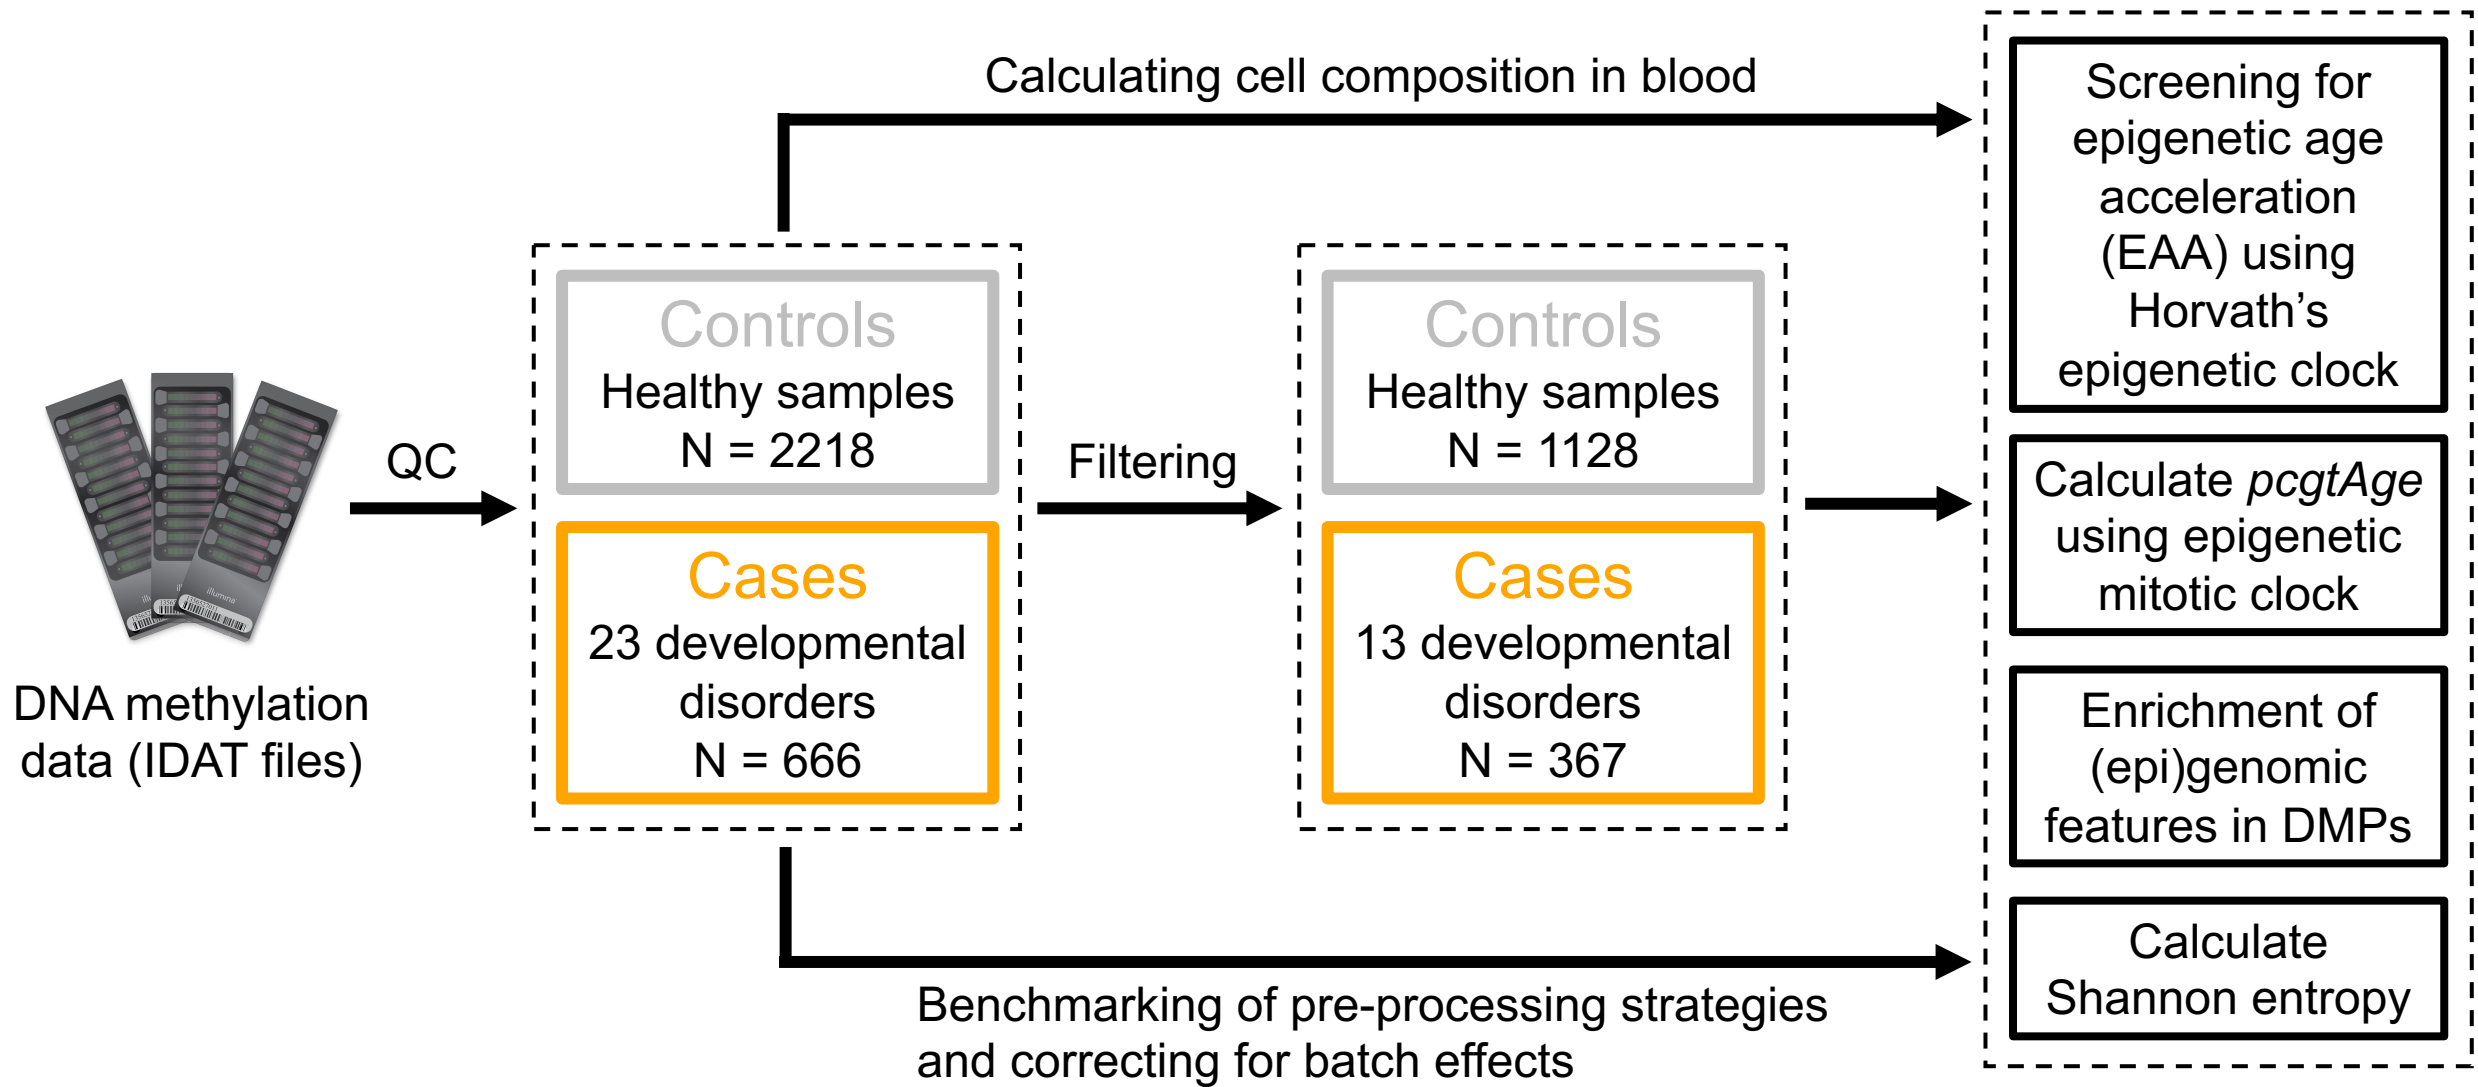 Calculating cell composition in blood
DNA methylation
data (IDAT files)
illumina
QC
Controls
Healthy samples
N = 2218
Cases
23 developmental
disorders
N = 666
Filtering
Controls
Healthy samples
N = 1128
Cases
13 developmental
disorders
N = 367
Benchmarking of pre-processing strategies
and correcting for batch effects
Screening for
epigenetic age
acceleration
(EAA) using
Horvath’s
epigenetic clock
Calculate pcgtAge
using epigenetic
mitotic clock
Enrichment of
(epi)genomic
features in DMPs
Calculate
Shannon entropy